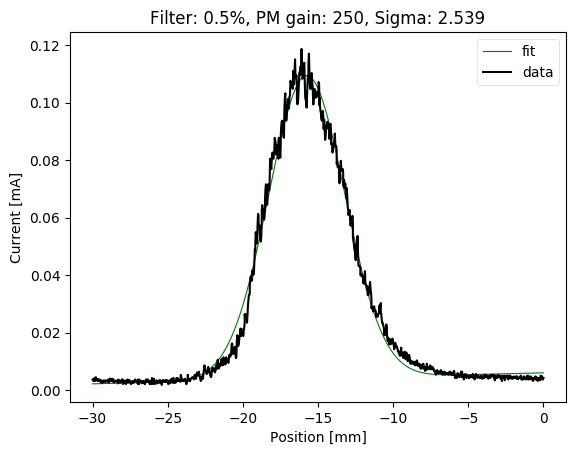 Filter: 0.5%, PM gain: 250, Sigma: 2.539
fit
data
0.12
0.10
0.08
0.06
0.04
0.02
0.00
Current [mA]
−30
−25
−20
−15
−10
−5
0
Position [mm]